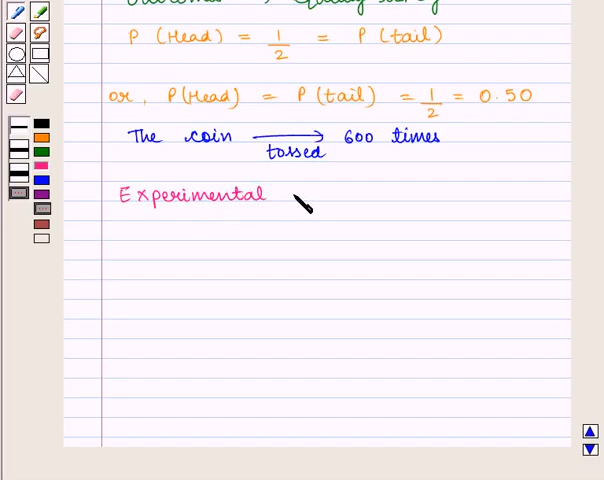 P (Head) = 1/2 = P (tail)
or, P(Head) = P (tail) = 1/2 = 0.50
The coin → 600 times
tossed
Experimental